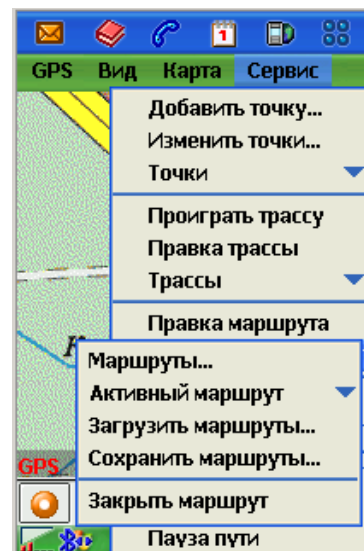 1
GPS Вид Карта Сервис
Добавить точку...
Изменить точки...
Точки
Проиграть трассу
Правка трассы
Трассы
Правка маршрута
Маршруты...
Активный маршрут
Загрузить маршруты...
Сохранить маршруты...
GPS
Закрыть маршрут
Пауза пути